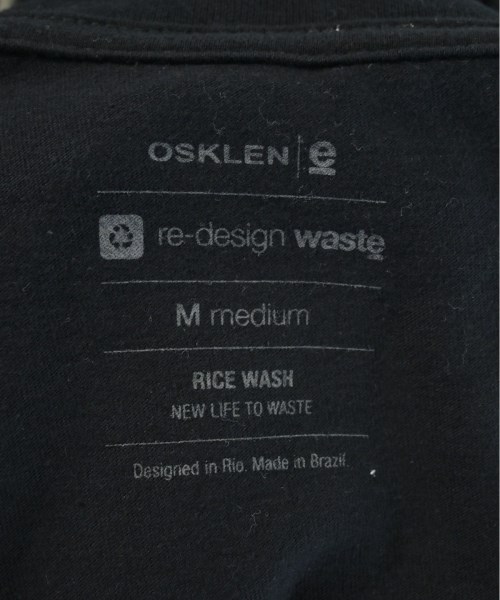 OSKLEN e
re-design waste
M medium
RICE WASH
NEW LIFE TO WASTE
Designed in Rio. Made in Brazil.